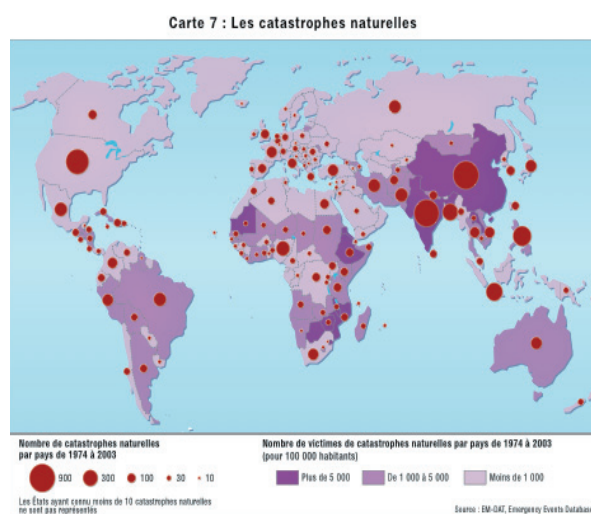 Carte 7 : Les catastrophes naturelles
Nombre de catastrophes naturelles
par pays de 1974 à 2003
900 300 100 30 10
Les États ayant connu moins de 10 catastrophes naturelles
ne sont pas représentés
Nombre de victimes de catastrophes naturelles par pays de 1974 à 2003
(pour 100 000 habitants)
Plus de 5 000 De 1 000 à 5 000 Moins de 1 000
Source : EM-DAT, Emergency Events Database